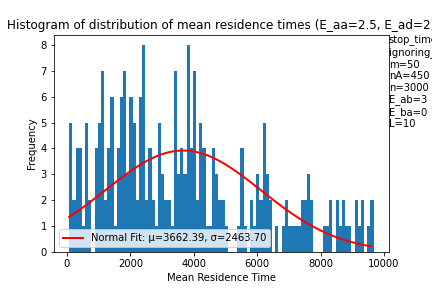 Histogram of distribution of mean residence times (E_aa=2.5, E_ad=2
stop_time
ignoring_
m=50
nA=450
n=3000
E_ab=3
E_ba=0
L=10
Frequency
8
7
6
5
4
3
2
1
0
Normal Fit: μ=3662.39, σ=2463.70
0 2000 4000 6000 8000 10000
Mean Residence Time